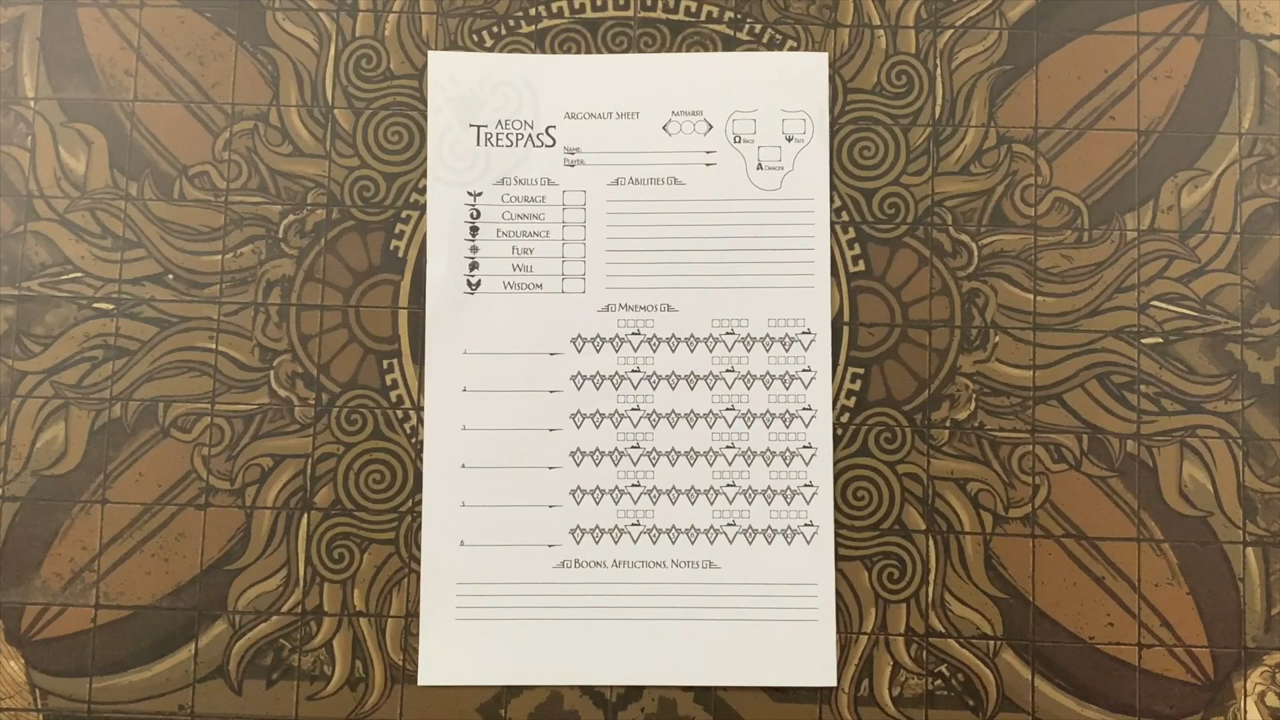 AEON
TRESPASS
ARGONAUT SHEET
KATHARSIS
NAME:
PLAYER:
Ω RAGE
Ψ FATE
A DANGER
SKILLS
COURAGE
CUNNING
ENDURANCE
FURY
WILL
WISDOM
ABILITIES
MNEMOS
1
2
3
4
5
6
BOONS, AFFLICTIONS, NOTES